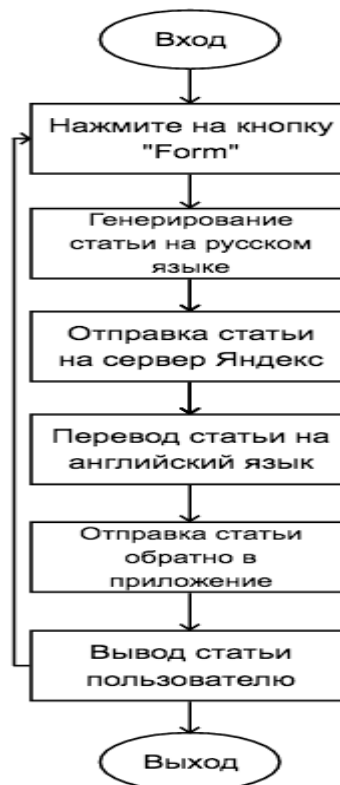 Вход
Нажмите на кнопку
"Form"
Генерирование
статьи на русском
языке
Отправка статьи
на сервер Яндекс
Перевод статьи на
английский язык
Отправка статьи
обратно в
приложение
Вывод статьи
пользователю
Выход